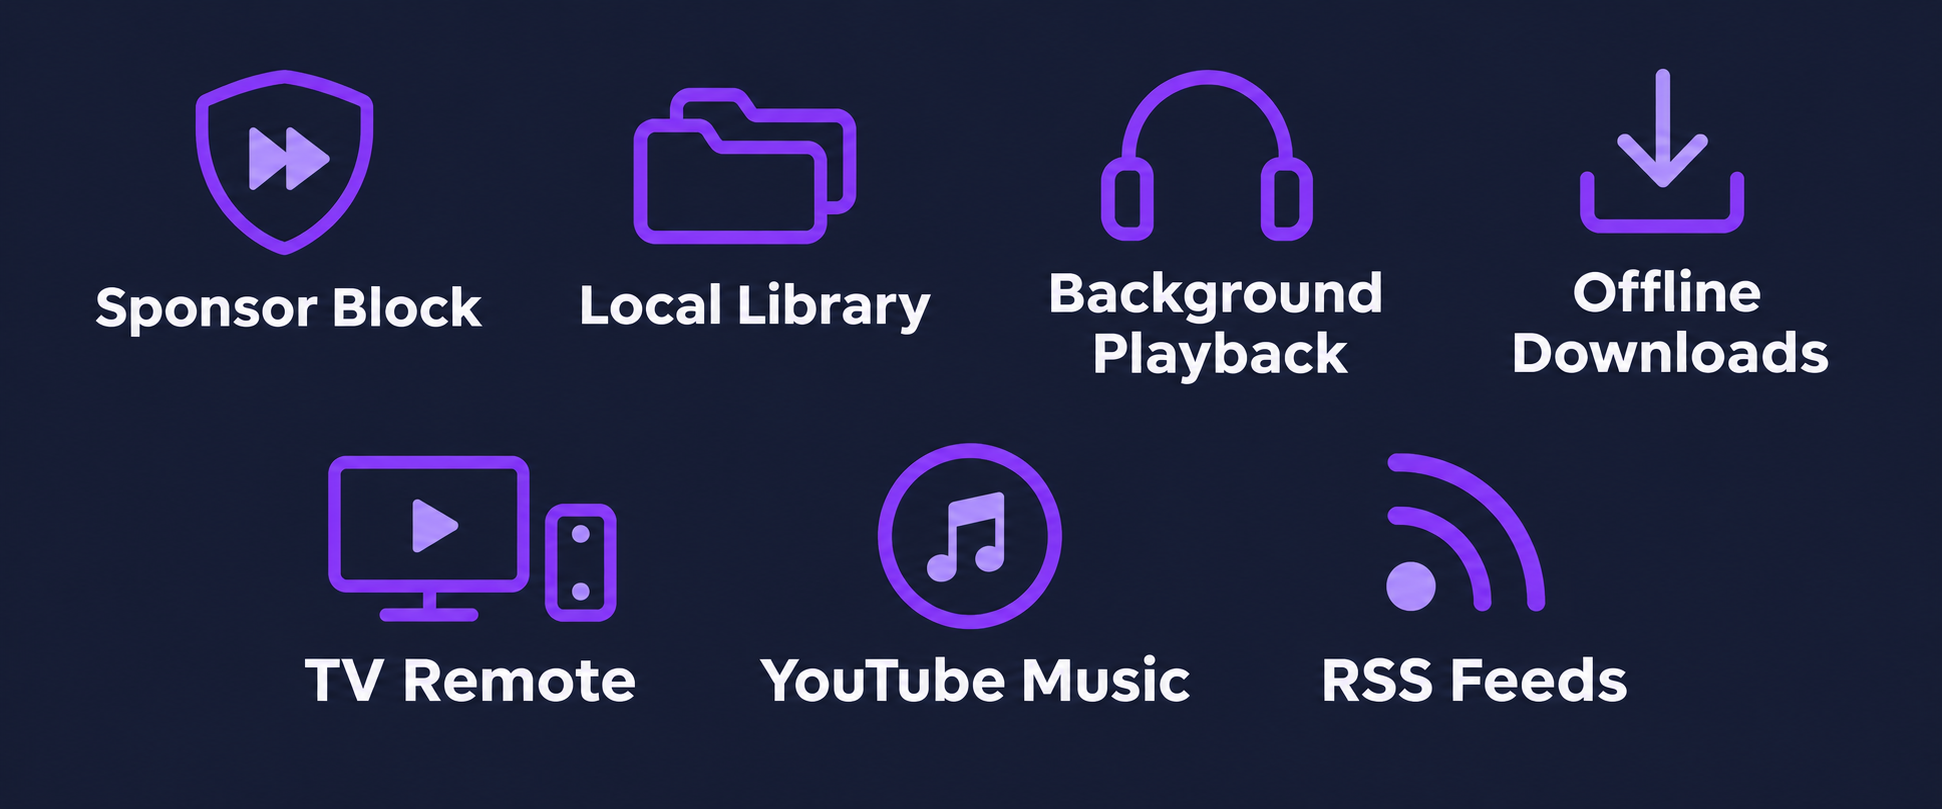 Sponsor Block
Local Library
Background
Playback
Offline
Downloads
TV Remote
YouTube Music
RSS Feeds